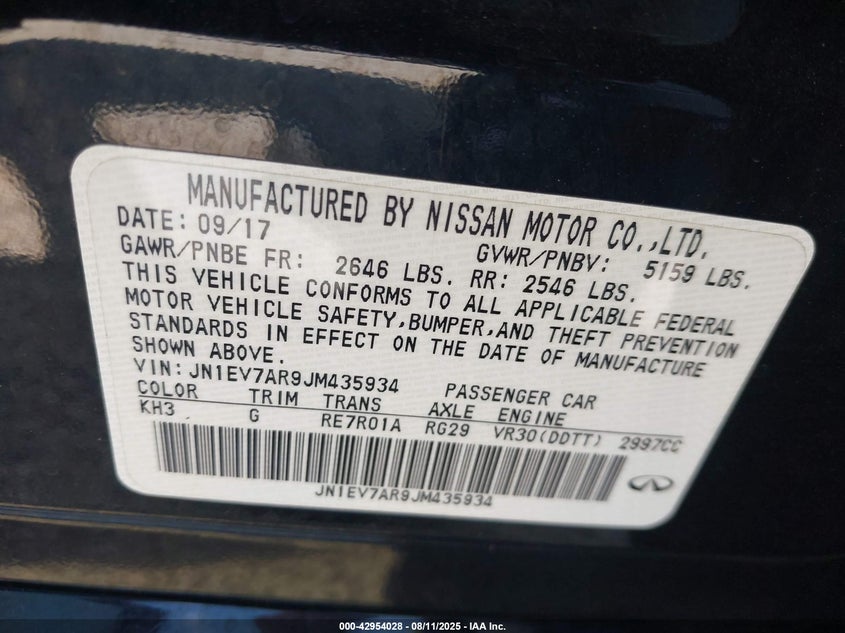 MANUFACTURED BY NISSAN MOTOR CO.,LTD.
DATE: 09/17 GVWR/PNBV: 5159 LBS.
GAWR/PNBE FR: 2646 LBS. RR: 2546 LBS.
THIS VEHICLE CONFORMS TO ALL APPLICABLE FEDERAL
MOTOR VEHICLE SAFETY,BUMPER,AND THEFT PREVENTION
STANDARDS IN EFFECT ON THE DATE OF MANUFACTURE
SHOWN ABOVE.
VIN:JN1EV7AR9JM435934 PASSENGER CAR
COLOR TRIM TRANS AXLE ENGINE
KH3 G RE7R01A RG29 VR30(DDTT) 2997CC
JN1EV7AR9JM435934
000-42954028 - 08/11/2025 - IAA Inc.